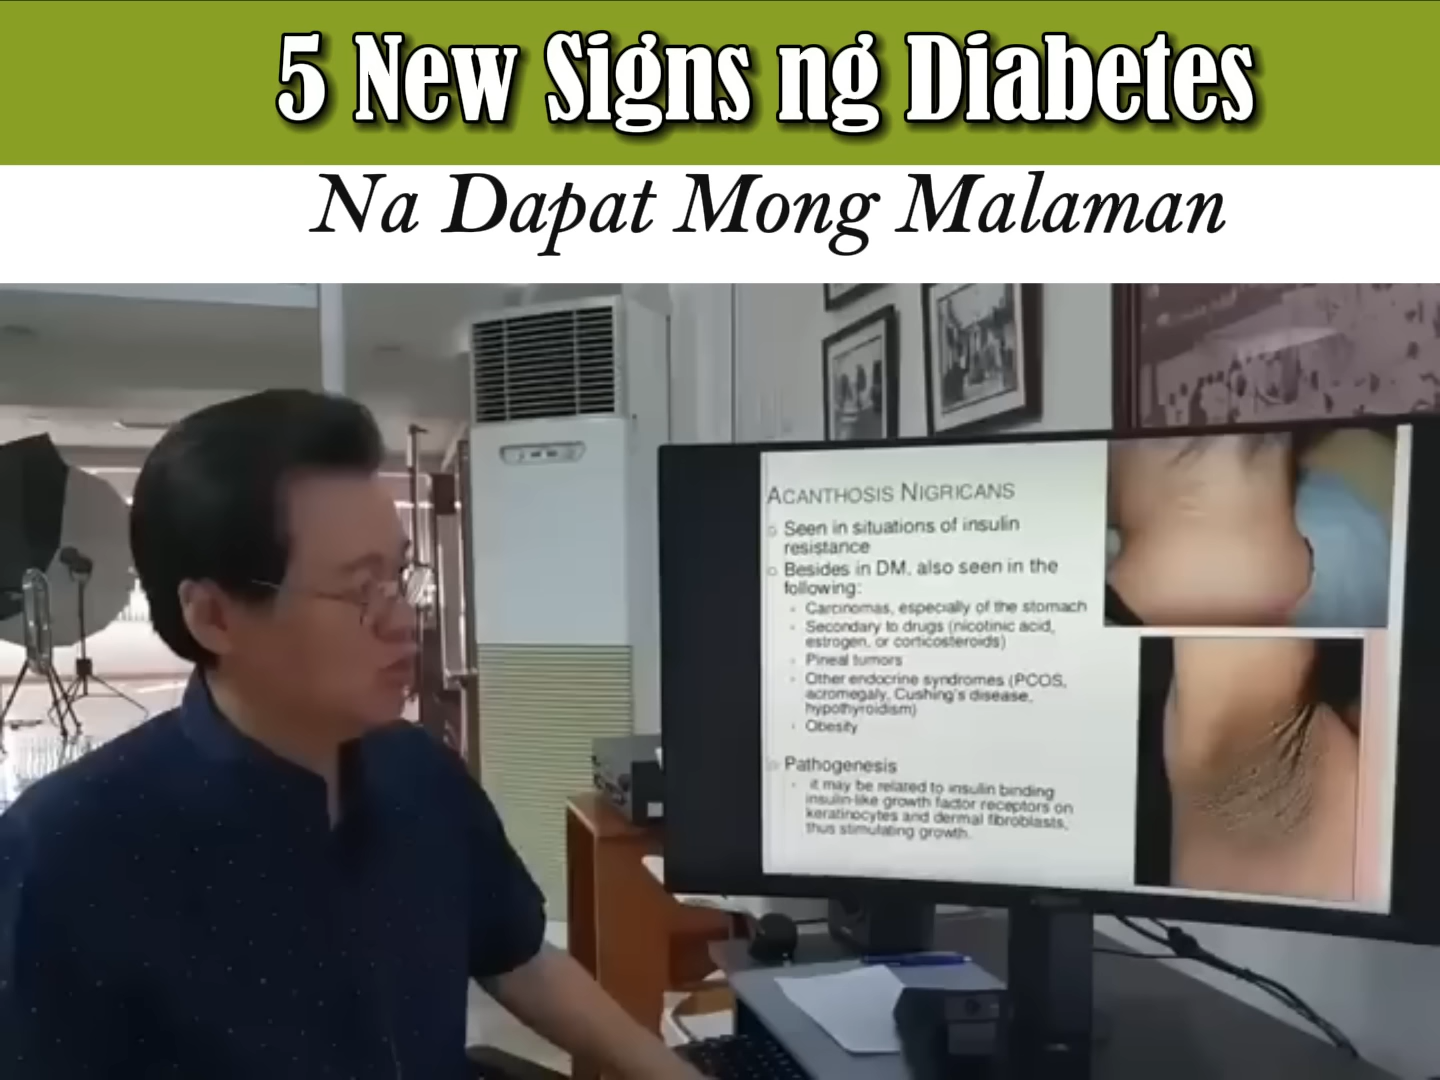 5 New Signs ng Diabetes
Na Dapat Mong Malaman
ACANTHOSIS NIGRICANS
Seen in situations of insulin
resistance
Besides in DM, also seen in the
following:
Carcinomas, especially of the stomach
Secondary to drugs (nicotinic acid,
estrogen, or corticosteroids)
Pineal tumors
Other endocrine syndromes (PCOS,
acromegaly, Cushing's disease,
hypothyroidism)
Obesity
Pathogenesis
it may be related to insulin binding
insulin-like growth factor receptors on
keratinocytes and dermal fibroblasts,
thus stimulating growth.